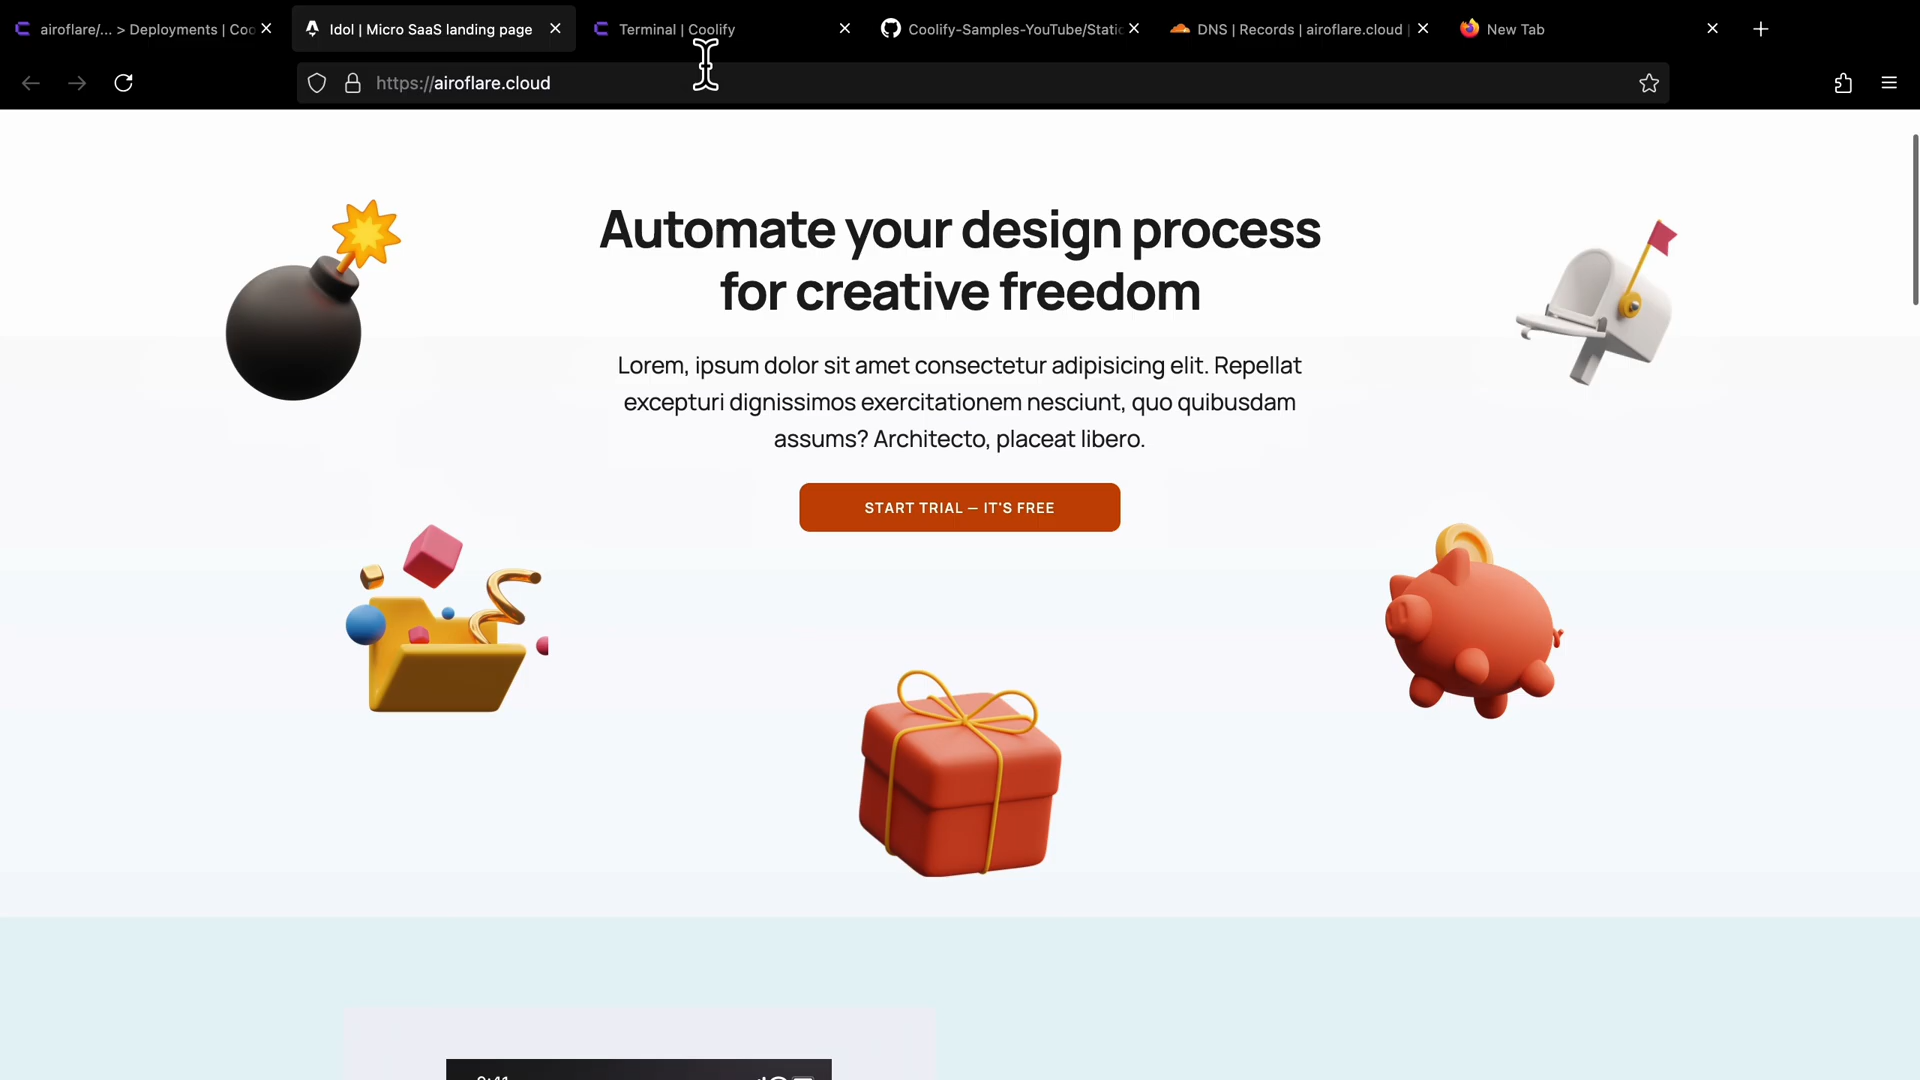 airoflare/... > Deployments | Coo
Idol | Micro SaaS landing page
Terminal | Coolify
Coolify-Samples-YouTube/Static
DNS | Records | airoflare.cloud |
New Tab
https://airoflare.cloud
Automate your design process
for creative freedom
Lorem, ipsum dolor sit amet consectetur adipisicing elit. Repellat
excepturi dignissimos exercitationem nesciunt, quo quibusdam
assums? Architecto, placeat libero.
START TRIAL — IT'S FREE